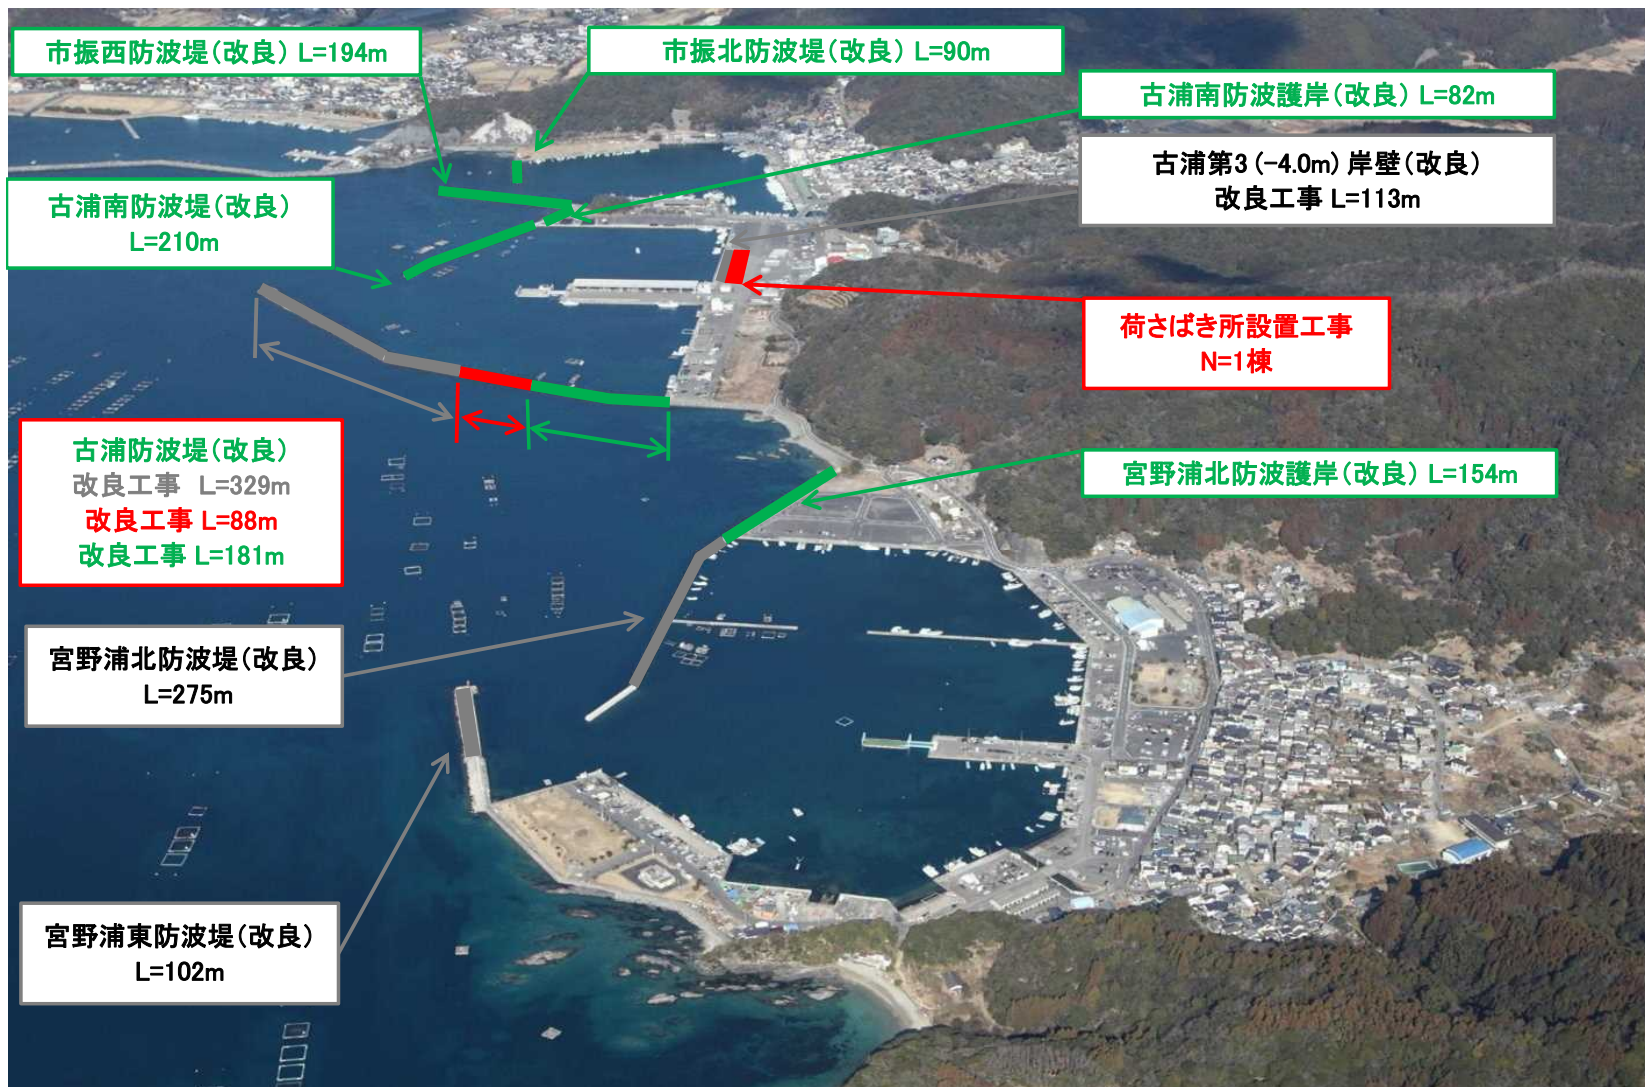 市振西防波堤(改良) L=194m
市振北防波堤(改良) L=90m
古浦南防波護岸(改良) L=82m
古浦第3(-4.0m)岸壁(改良)
改良工事 L=113m
古浦南防波堤(改良)
L=210m
荷さばき所設置工事
N=1棟
古浦防波堤(改良)
改良工事 L=329m
改良工事 L=88m
改良工事 L=181m
宮野浦北防波護岸(改良) L=154m
宮野浦北防波堤(改良)
L=275m
宮野浦東防波堤(改良)
L=102m